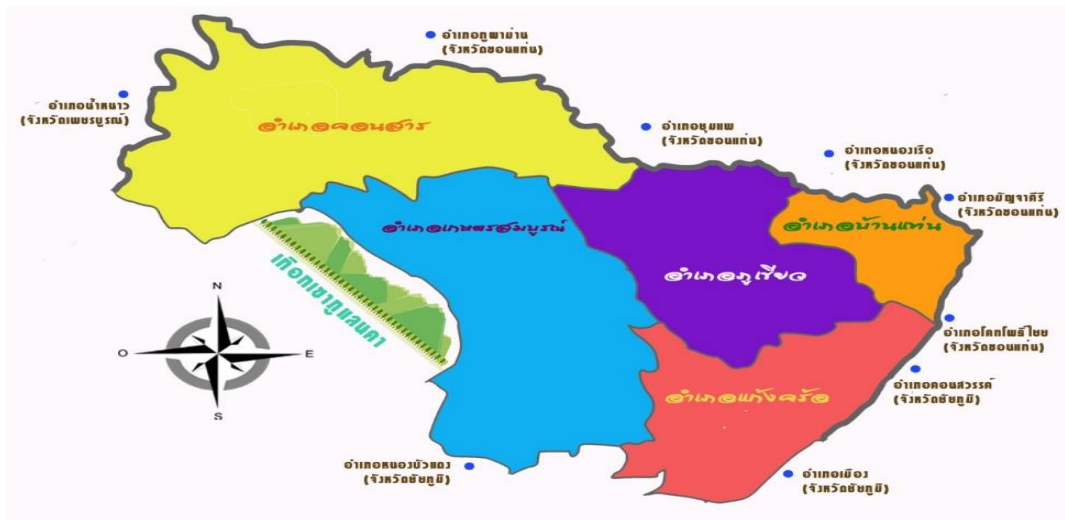 อำเภอภูผาม่าน
(จังหวัดขอนแก่น)
อำเภอน้ำหนาว
(จังหวัดเพชรบูรณ์)
อำเภอคอนสาร
อำเภอชุมแพ
(จังหวัดขอนแก่น)
อำเภอหนองเรือ
(จังหวัดขอนแก่น)
อำเภอมัญจาคีรี
(จังหวัดขอนแก่น)
อำเภอเกษตรสมบูรณ์
อำเภอบ้านแท่น
อำเภอภูเขียว
เทือกเขาภูแลนคา
N
O
E
S
อำเภอโคกโพธิ์ไชย
(จังหวัดขอนแก่น)
อำเภอคอนสวรรค์
(จังหวัดชัยภูมิ)
อำเภอแก้งคร้อ
อำเภอหนองบัวแดง
(จังหวัดชัยภูมิ)
อำเภอเมือง
(จังหวัดชัยภูมิ)